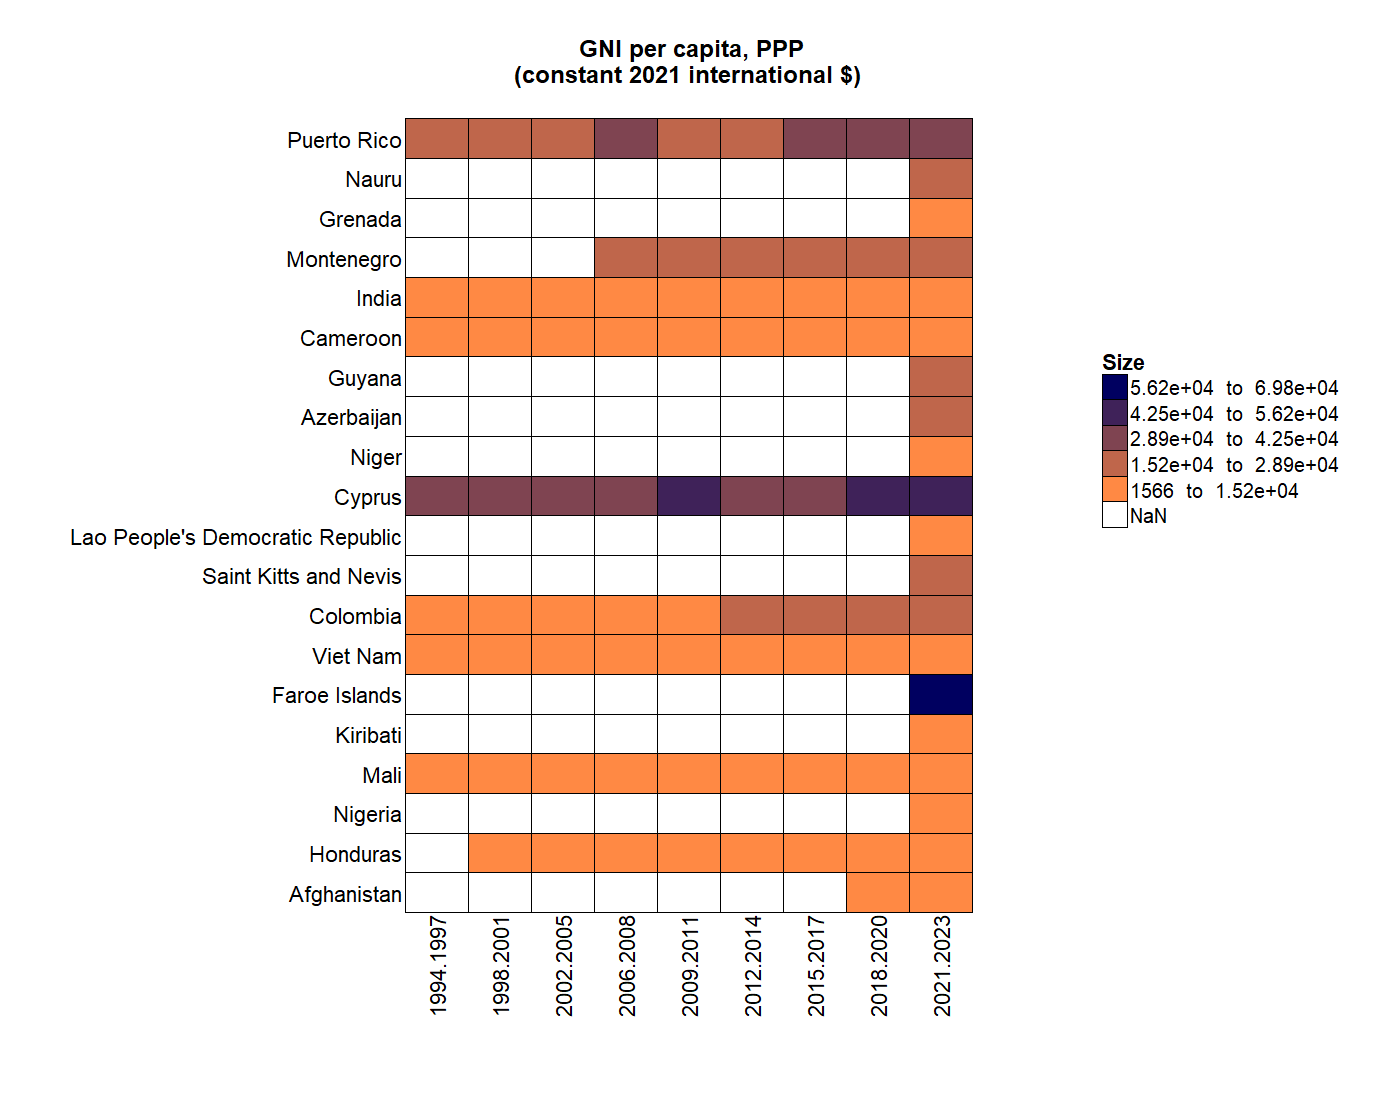 GNI per capita, PPP
(constant 2021 international $)
Puerto Rico
Nauru
Grenada
Montenegro
India
Cameroon
Guyana
Azerbaijan
Niger
Cyprus
Lao People's Democratic Republic
Saint Kitts and Nevis
Colombia
Viet Nam
Faroe Islands
Kiribati
Mali
Nigeria
Honduras
Afghanistan
1994.1997
1998.2001
2002.2005
2006.2008
2009.2011
2012.2014
2015.2017
2018.2020
2021.2023
Size
5.62e+04 to 6.98e+04
4.25e+04 to 5.62e+04
2.89e+04 to 4.25e+04
1.52e+04 to 2.89e+04
1566 to 1.52e+04
NaN